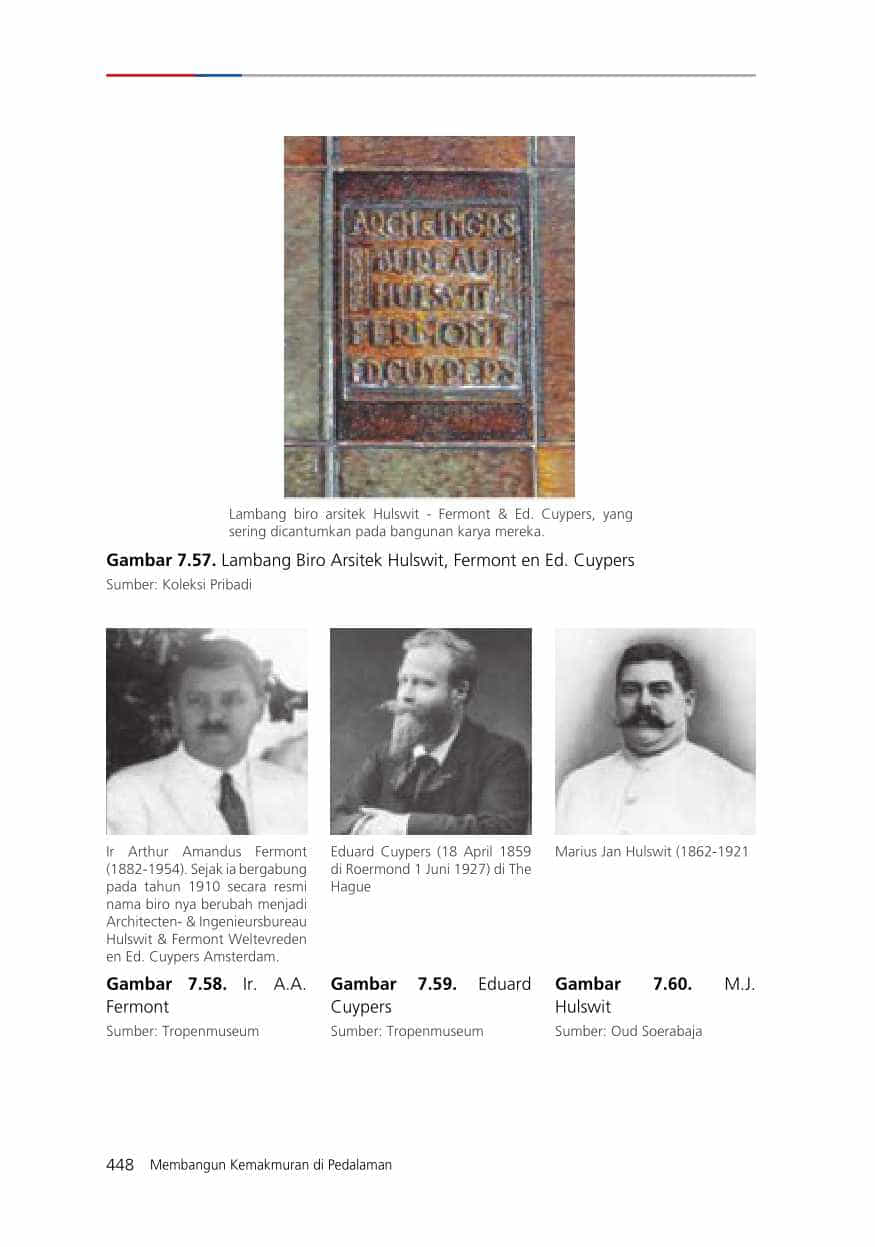 ARCH & INGRS
BUREAU
HULSWIT
FERMONT
ED.CUYPERS
Lambang biro arsitek Hulswit - Fermont & Ed. Cuypers, yang
sering dicantumkan pada bangunan karya mereka.
Gambar 7.57. Lambang Biro Arsitek Hulswit, Fermont en Ed. Cuypers
Sumber: Koleksi Pribadi
Ir Arthur Amandus Fermont
(1882-1954). Sejak ia bergabung
pada tahun 1910 secara resmi
nama biro nya berubah menjadi
Architecten- & Ingenieursbureau
Hulswit & Fermont Weltevreden
en Ed. Cuypers Amsterdam.
Gambar 7.58. Ir. A.A.
Fermont
Sumber: Tropenmuseum
Eduard Cuypers (18 April 1859
di Roermond 1 Juni 1927) di The
Hague
Gambar 7.59. Eduard
Cuypers
Sumber: Tropenmuseum
Marius Jan Hulswit (1862-1921
Gambar 7.60. M.J.
Hulswit
Sumber: Oud Soerabaja
448 Membangun Kemakmuran di Pedalaman